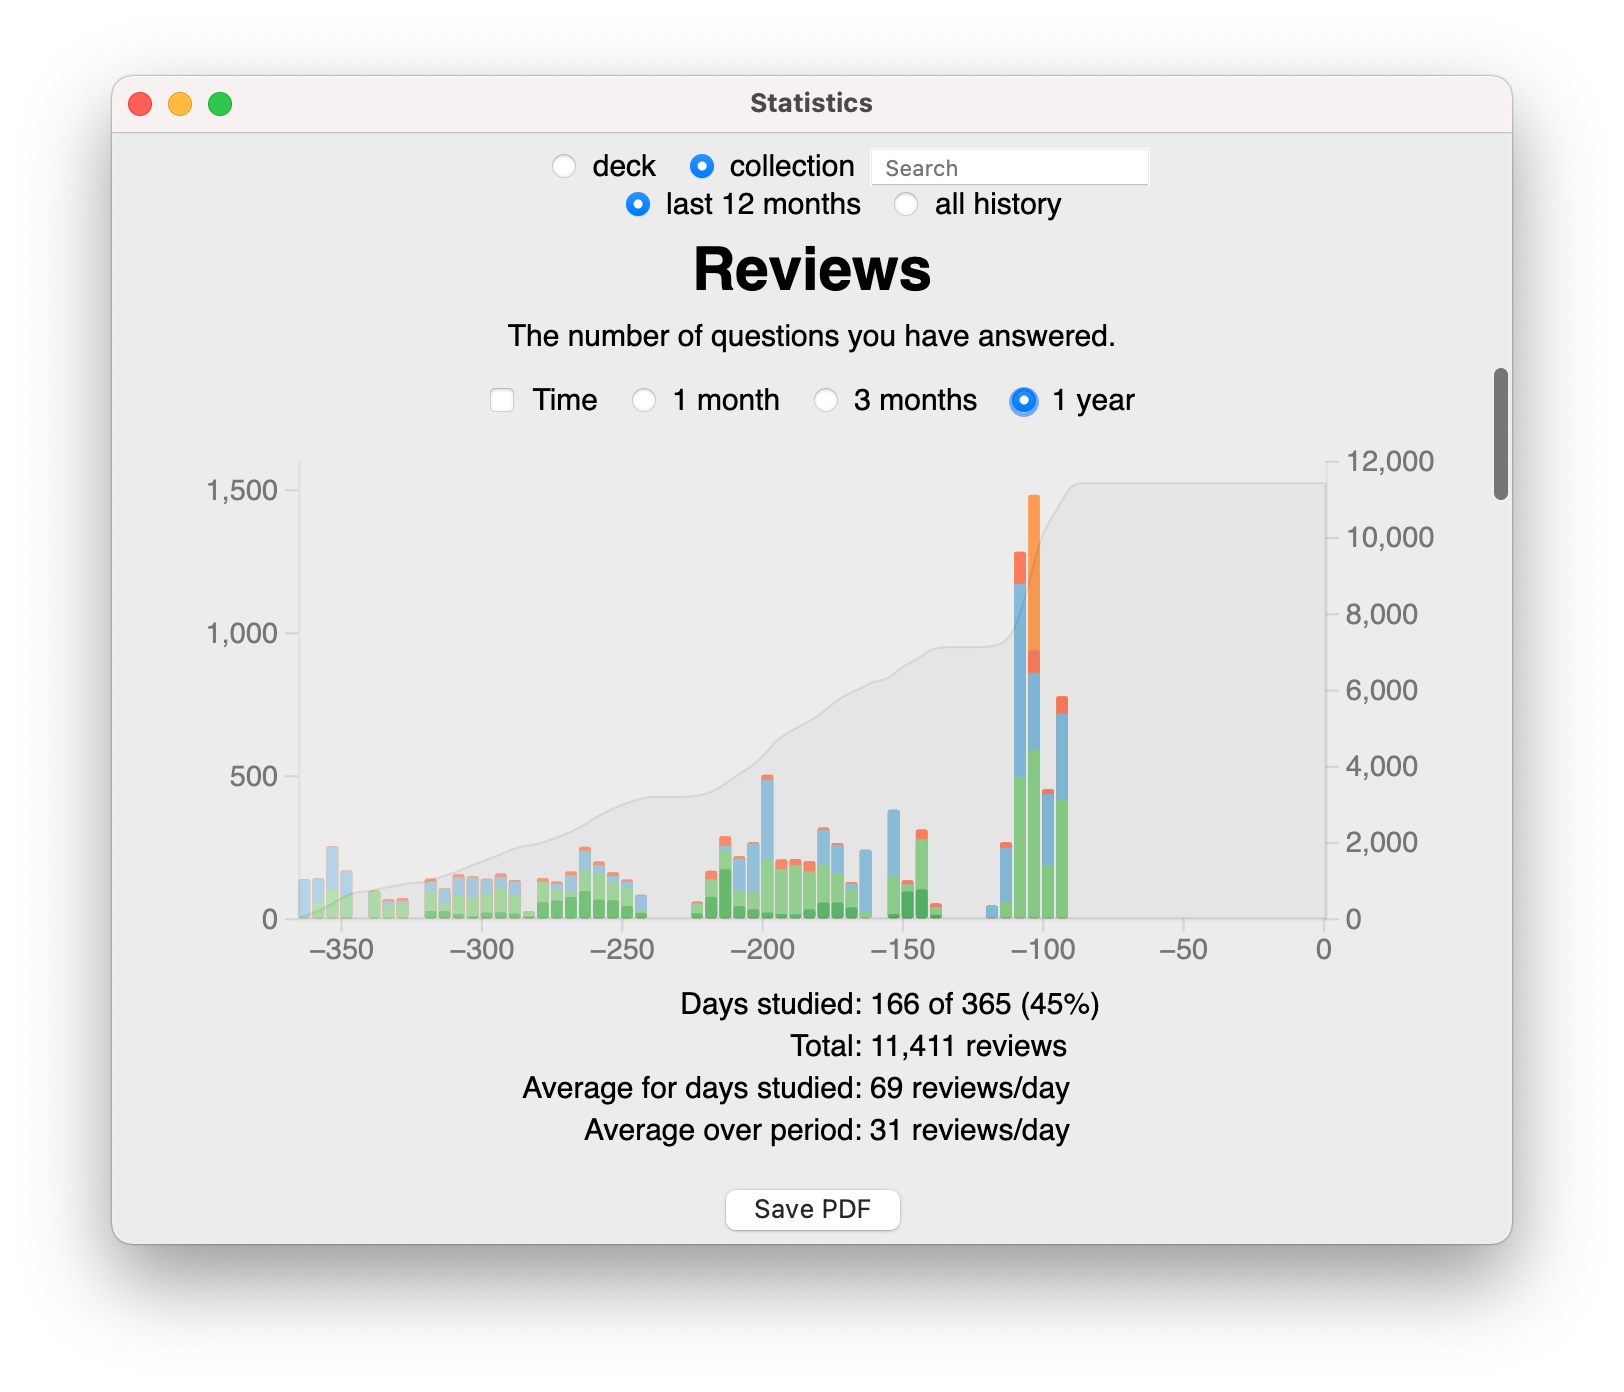 Statistics
deck collection Search
last 12 months all history
Reviews
The number of questions you have answered.
Time 1 month 3 months 1 year
12,000
1,500
10,000
8,000
1,000
6,000
500
4,000
2,000
0 0
–350 –300 –250 –200 –150 –100 –50 0
Days studied: 166 of 365 (45%)
Total: 11,411 reviews
Average for days studied: 69 reviews/day
Average over period: 31 reviews/day
Save PDF